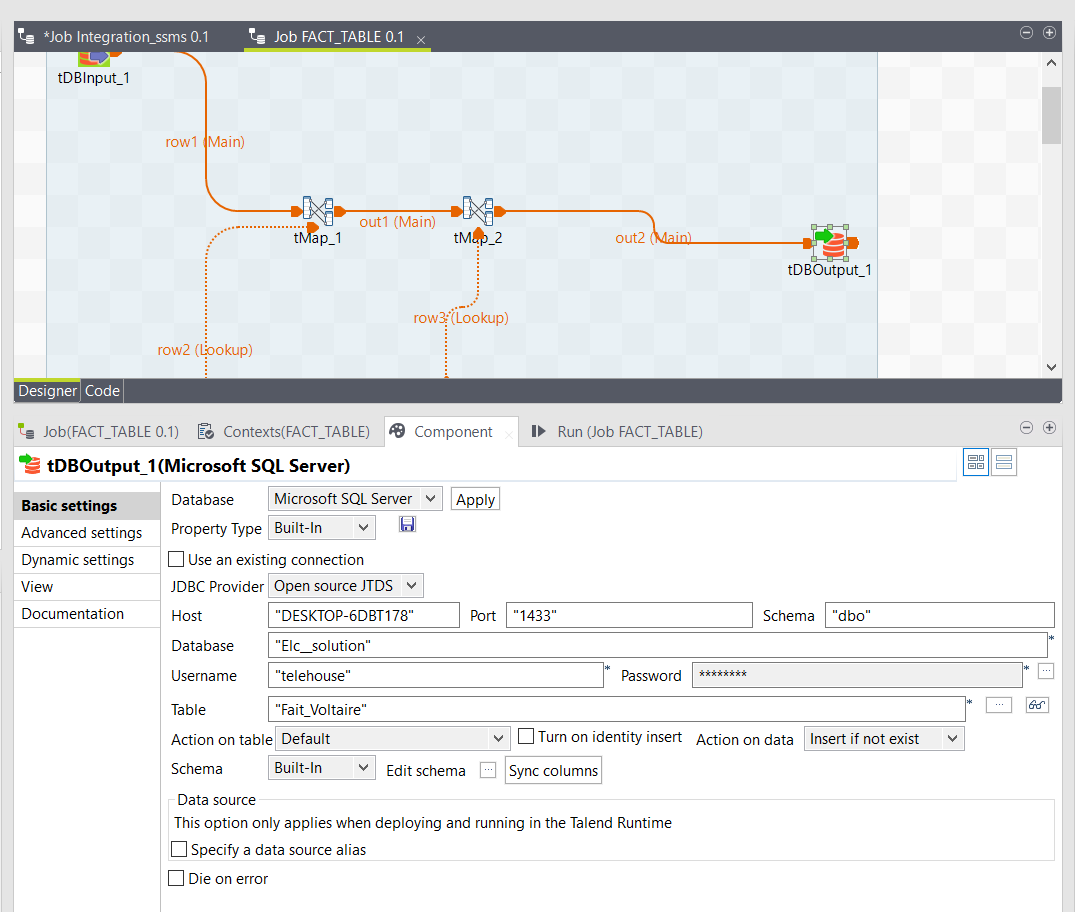 *Job Integration_ssms 0.1 Job FACT_TABLE 0.1
tDBInput_1
row1 (Main)
out1 (Main)
tMap_1
tMap_2
out2 (Main)
tDBOutput_1
row3 (Lookup)
row2 (Lookup)
Designer Code
Job(FACT_TABLE 0.1) Contexts(FACT_TABLE) Component Run (Job FACT_TABLE)
tDBOutput_1(Microsoft SQL Server)
Basic settings
Advanced settings
Dynamic settings
View
Documentation
Database Microsoft SQL Server Apply
Property Type Built-In
Use an existing connection
JDBC Provider Open source JTDS
Host "DESKTOP-6DBT178" Port "1433" Schema "dbo"
Database "Elc__solution" *
Username "telehouse" * Password ******** * ...
Table "Fait_Voltaire" * ...
Action on table Default Turn on identity insert Action on data Insert if not exist
Schema Built-In Edit schema ... Sync columns
Data source
This option only applies when deploying and running in the Talend Runtime
Specify a data source alias
Die on error